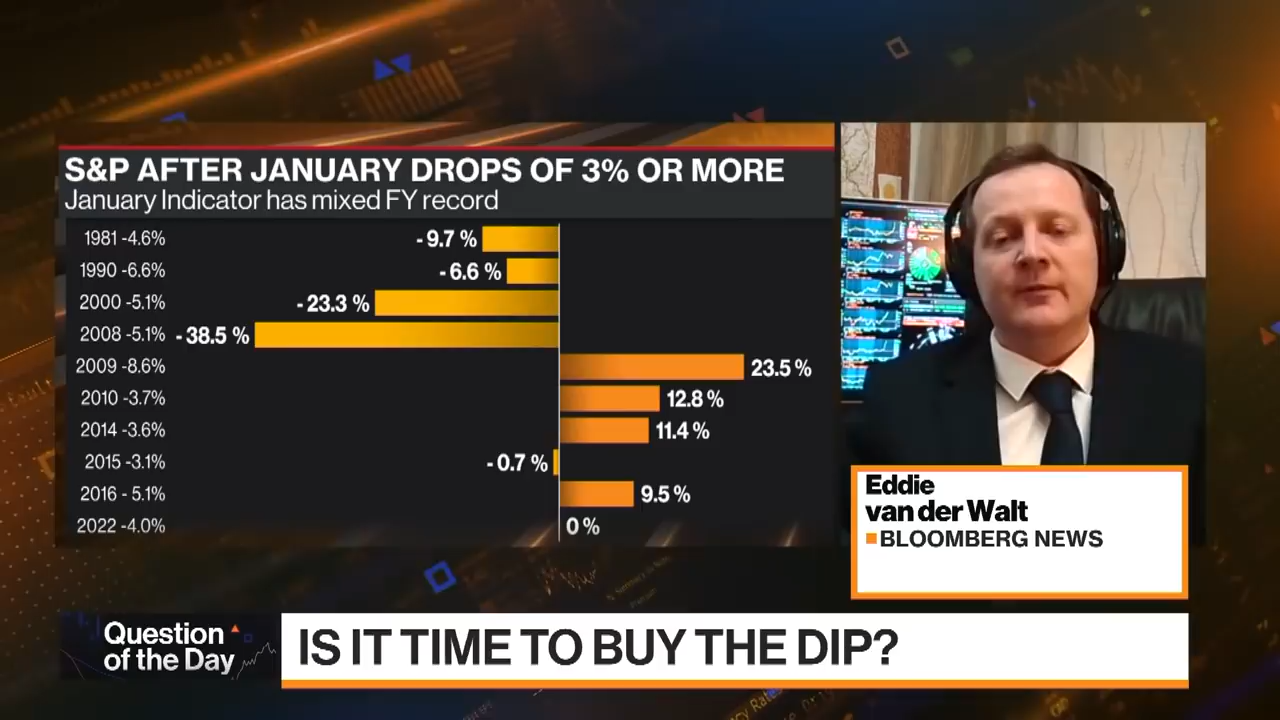 S&P AFTER JANUARY DROPS OF 3% OR MORE
January Indicator has mixed FY record
1981 -4.6% - 9.7 %
1990 -6.6% - 6.6 %
2000 -5.1% - 23.3 %
2008 -5.1% - 38.5 %
2009 -8.6% 23.5 %
2010 -3.7% 12.8 %
2014 -3.6% 11.4 %
2015 -3.1% - 0.7 %
2016 - 5.1% 9.5 %
2022 -4.0% 0 %
Eddie
van der Walt
BLOOMBERG NEWS
Question
of the Day
IS IT TIME TO BUY THE DIP?